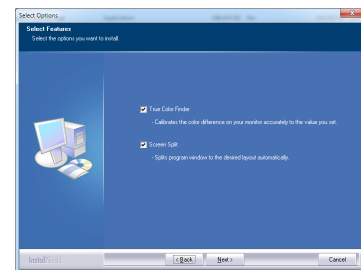 Select Options
Select Features
Select the options you want to install.
True Color Finder
- Calibrates the color difference on your monitor accurately to the value you set.
Screen Split
- Splits program window to the desired layout automatically.
InstallShield
< Back
Next >
Cancel